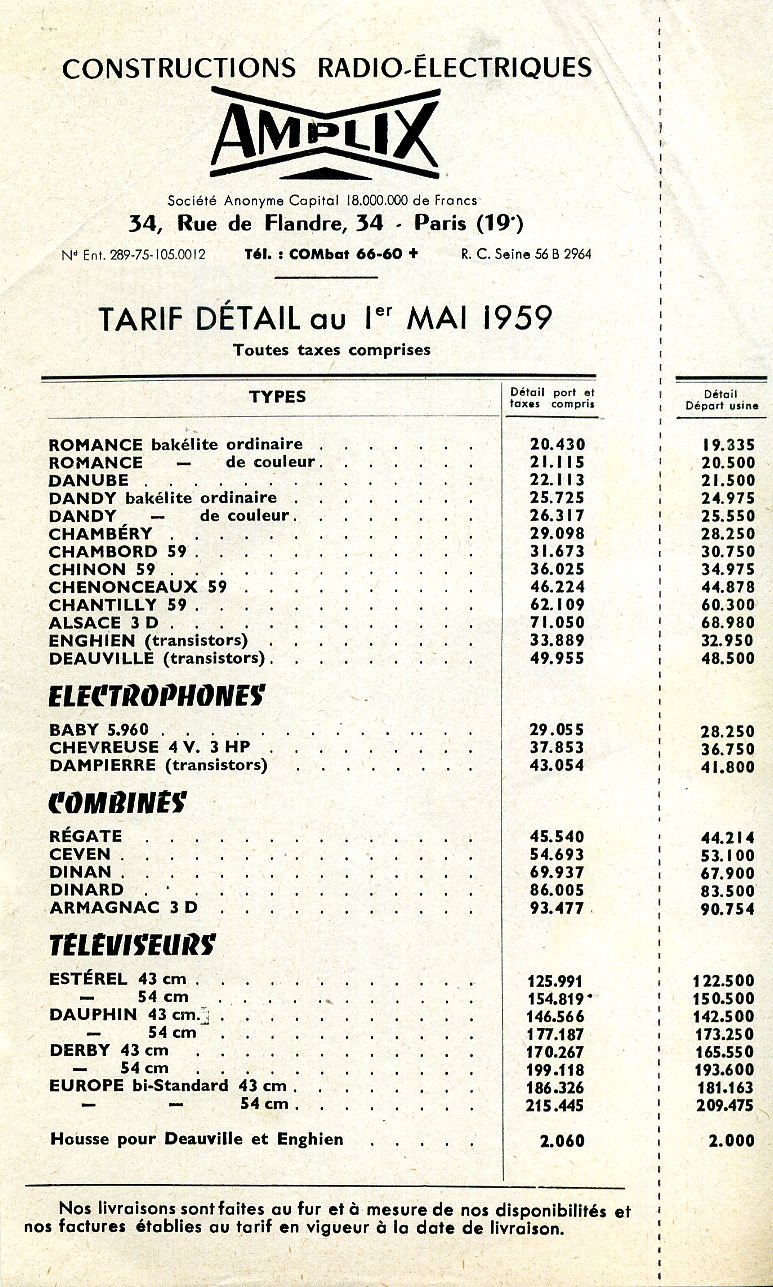 CONSTRUCTIONS RADIO-ÉLECTRIQUES
AMPLIX
Société Anonyme Capital 18.000.000 de Francs
34, Rue de Flandre, 34 - Paris (19e)
No Ent. 289-75-105.0012 Tél. : COMbat 66-60 + R. C. Seine 56 B 2964
TARIF DÉTAIL au 1er MAI 1959
Toutes taxes comprises
TYPES Détail port et taxes compris Détail Départ usine
ROMANCE bakélite ordinaire . . . . . . . 20.430 19.335
ROMANCE — de couleur . . . . . . . 21.115 20.500
DANUBE . . . . . . . 22.113 21.500
DANDY bakélite ordinaire . . . . . . . 25.725 24.975
DANDY — de couleur . . . . . . . 26.317 25.550
CHAMBÉRY . . . . . . . 29.098 28.250
CHAMBORD 59 . . . . . . . 31.673 30.750
CHINON 59 . . . . . . . 36.025 34.975
CHENONCEAUX 59 . . . . . . . 46.224 44.878
CHANTILLY 59 . . . . . . . 62.109 60.300
ALSACE 3 D . . . . . . . 71.050 68.980
ENGHIEN (transistors) . . . . . . . 33.889 32.950
DEAUVILLE (transistors) . . . . . . . 49.955 48.500
ELECTROPHONES
BABY 5.960 . . . . . . . 29.055 28.250
CHEVREUSE 4 V. 3 HP . . . . . . . 37.853 36.750
DAMPIERRE (transistors) . . . . . . . 43.054 41.800
COMBINÉS
RÉGATE . . . . . . . 45.540 44.214
CEVEN . . . . . . . 54.693 53.100
DINAN . . . . . . . 69.937 67.900
DINARD . . . . . . . 86.005 83.500
ARMAGNAC 3 D . . . . . . . 93.477 90.754
TÉLÉVISEURS
ESTÉREL 43 cm . . . . . . . 125.991 122.500
— 54 cm . . . . . . . 154.819 150.500
DAUPHIN 43 cm. . . . . . . . 146.566 142.500
— 54 cm . . . . . . . 177.187 173.250
DERBY 43 cm . . . . . . . 170.267 165.550
— 54 cm . . . . . . . 199.118 193.600
EUROPE bi-Standard 43 cm . . . . . . . 186.326 181.163
— — 54 cm . . . . . . . 215.445 209.475
Housse pour Deauville et Enghien . . . . . 2.060 2.000
Nos livraisons sont faites au fur et à mesure de nos disponibilités et
nos factures établies au tarif en vigueur à la date de livraison.